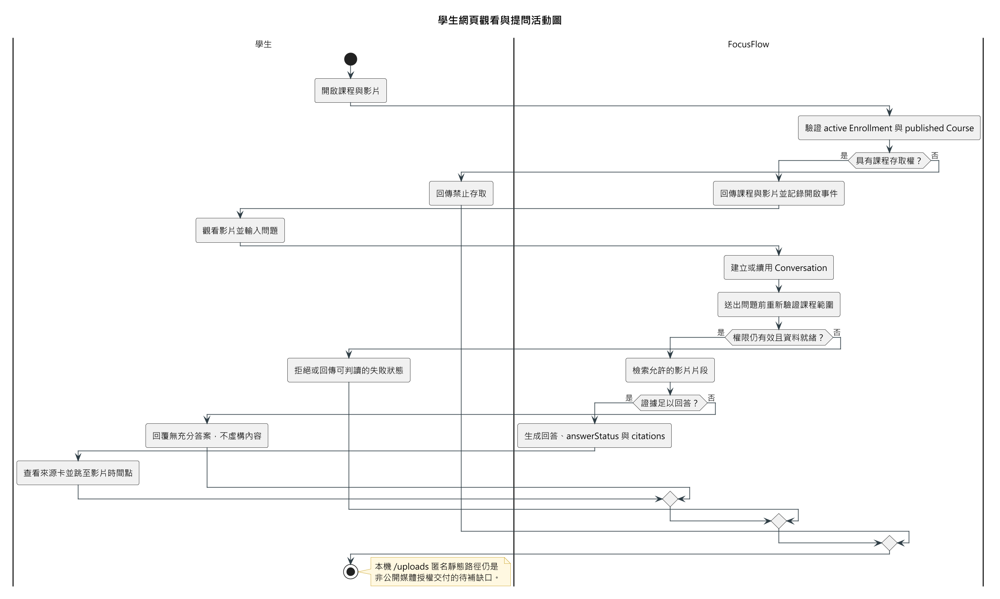 學生網頁觀看與提問活動圖
學生
FocusFlow
開啟課程與影片
驗證 active Enrollment 與 published Course
是
具有課程存取權？
否
回傳禁止存取
回傳課程與影片並記錄開啟事件
觀看影片並輸入問題
建立或續用 Conversation
送出問題前重新驗證課程範圍
是
權限仍有效且資料就緒？
否
拒絕或回傳可判讀的失敗狀態
檢索允許的影片片段
是
證據足以回答？
否
回覆無充分答案，不虛構內容
生成回答、answerStatus 與 citations
查看來源卡並跳至影片時間點
本機 /uploads 匿名靜態路徑仍是
非公開媒體授權交付的待補缺口。